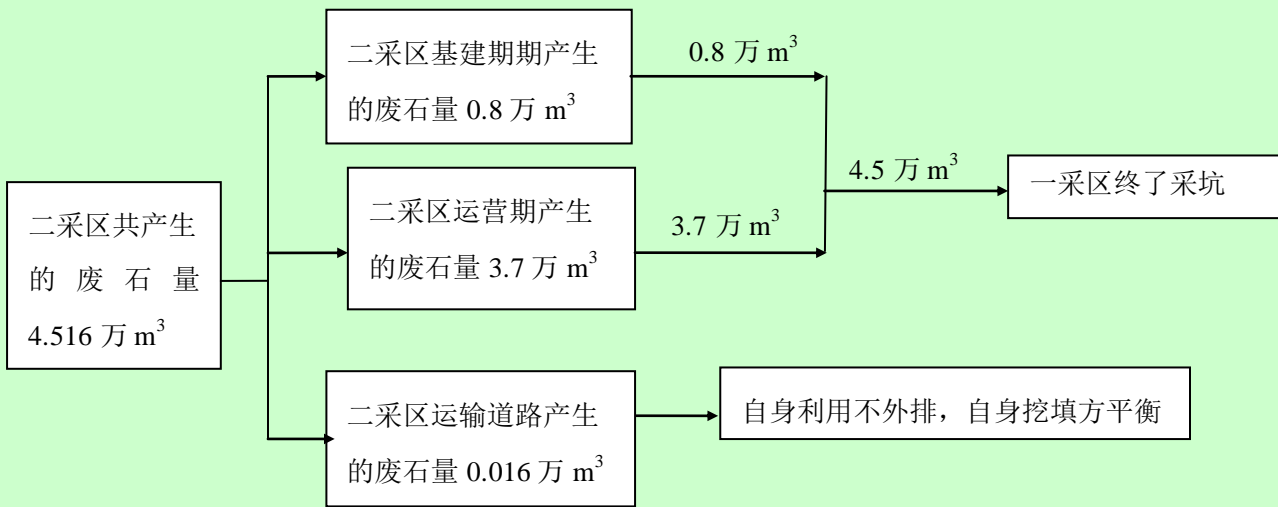 二采区共产生
的废石量
4.516 万 m³
二采区基建期期产生
的废石量 0.8 万 m³
0.8 万 m³
二采区运营期产生
的废石量 3.7 万 m³
3.7 万 m³
4.5 万 m³
一采区终了采坑
二采区运输道路产生
的废石量 0.016 万 m³
自身利用不外排，自身挖填方平衡